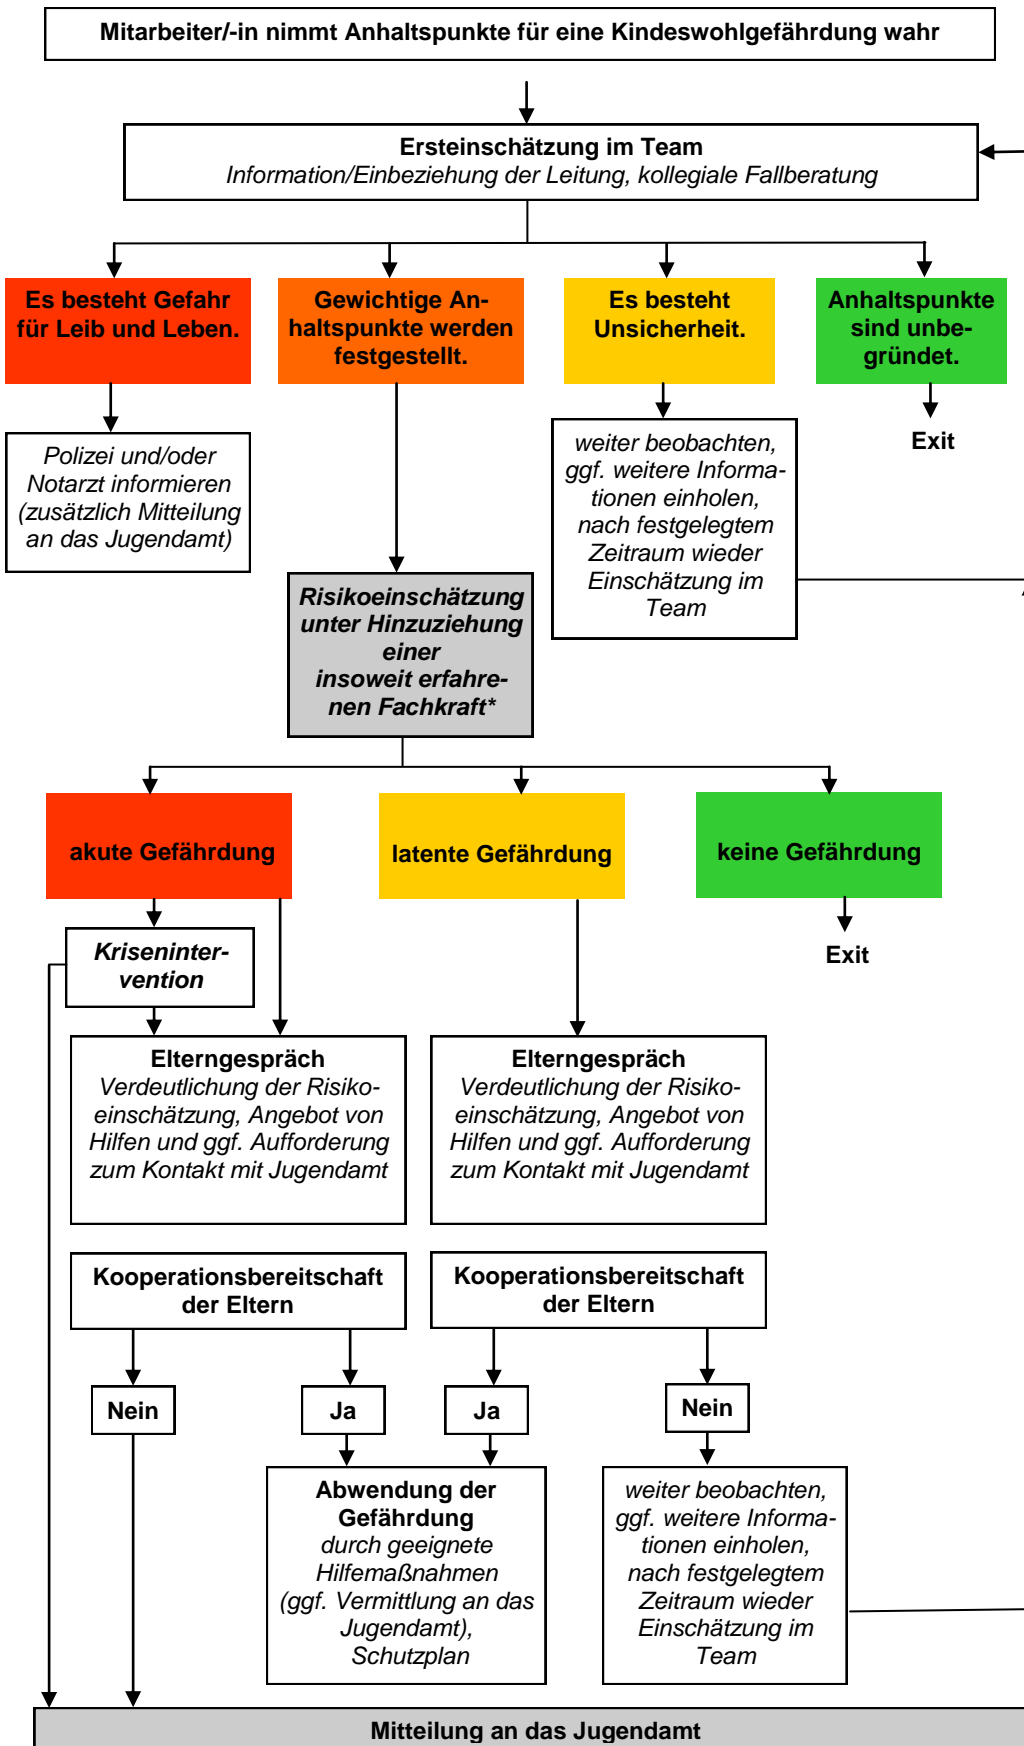 Mitarbeiter/-in nimmt Anhaltspunkte für eine Kindeswohlgefährdung wahr
Ersteinschätzung im Team
Information/Einbeziehung der Leitung, kollegiale Fallberatung
Es besteht Gefahr
für Leib und Leben.
Gewichtige An-
haltspunkte werden
festgestellt.
Es besteht
Unsicherheit.
Anhaltspunkte
sind unbe-
gründet.
Polizei und/oder
Notarzt informieren
(zusätzlich Mitteilung
an das Jugendamt)
weiter beobachten,
ggf. weitere Informa-
tionen einholen,
nach festgelegtem
Zeitraum wieder
Einschätzung im
Team
Exit
Risikoeinschätzung
unter Hinzuziehung
einer
insoweit erfahre-
nen Fachkraft*
akute Gefährdung
latente Gefährdung
keine Gefährdung
Kriseninter-
vention
Exit
Elterngespräch
Verdeutlichung der Risiko-
einschätzung, Angebot von
Hilfen und ggf. Aufforderung
zum Kontakt mit Jugendamt
Elterngespräch
Verdeutlichung der Risiko-
einschätzung, Angebot von
Hilfen und ggf. Aufforderung
zum Kontakt mit Jugendamt
Kooperationsbereitschaft
der Eltern
Kooperationsbereitschaft
der Eltern
Nein
Ja
Ja
Nein
Abwendung der
Gefährdung
durch geeignete
Hilfemaßnahmen
(ggf. Vermittlung an das
Jugendamt),
Schutzplan
weiter beobachten,
ggf. weitere Informa-
tionen einholen,
nach festgelegtem
Zeitraum wieder
Einschätzung im
Team
Mitteilung an das Jugendamt